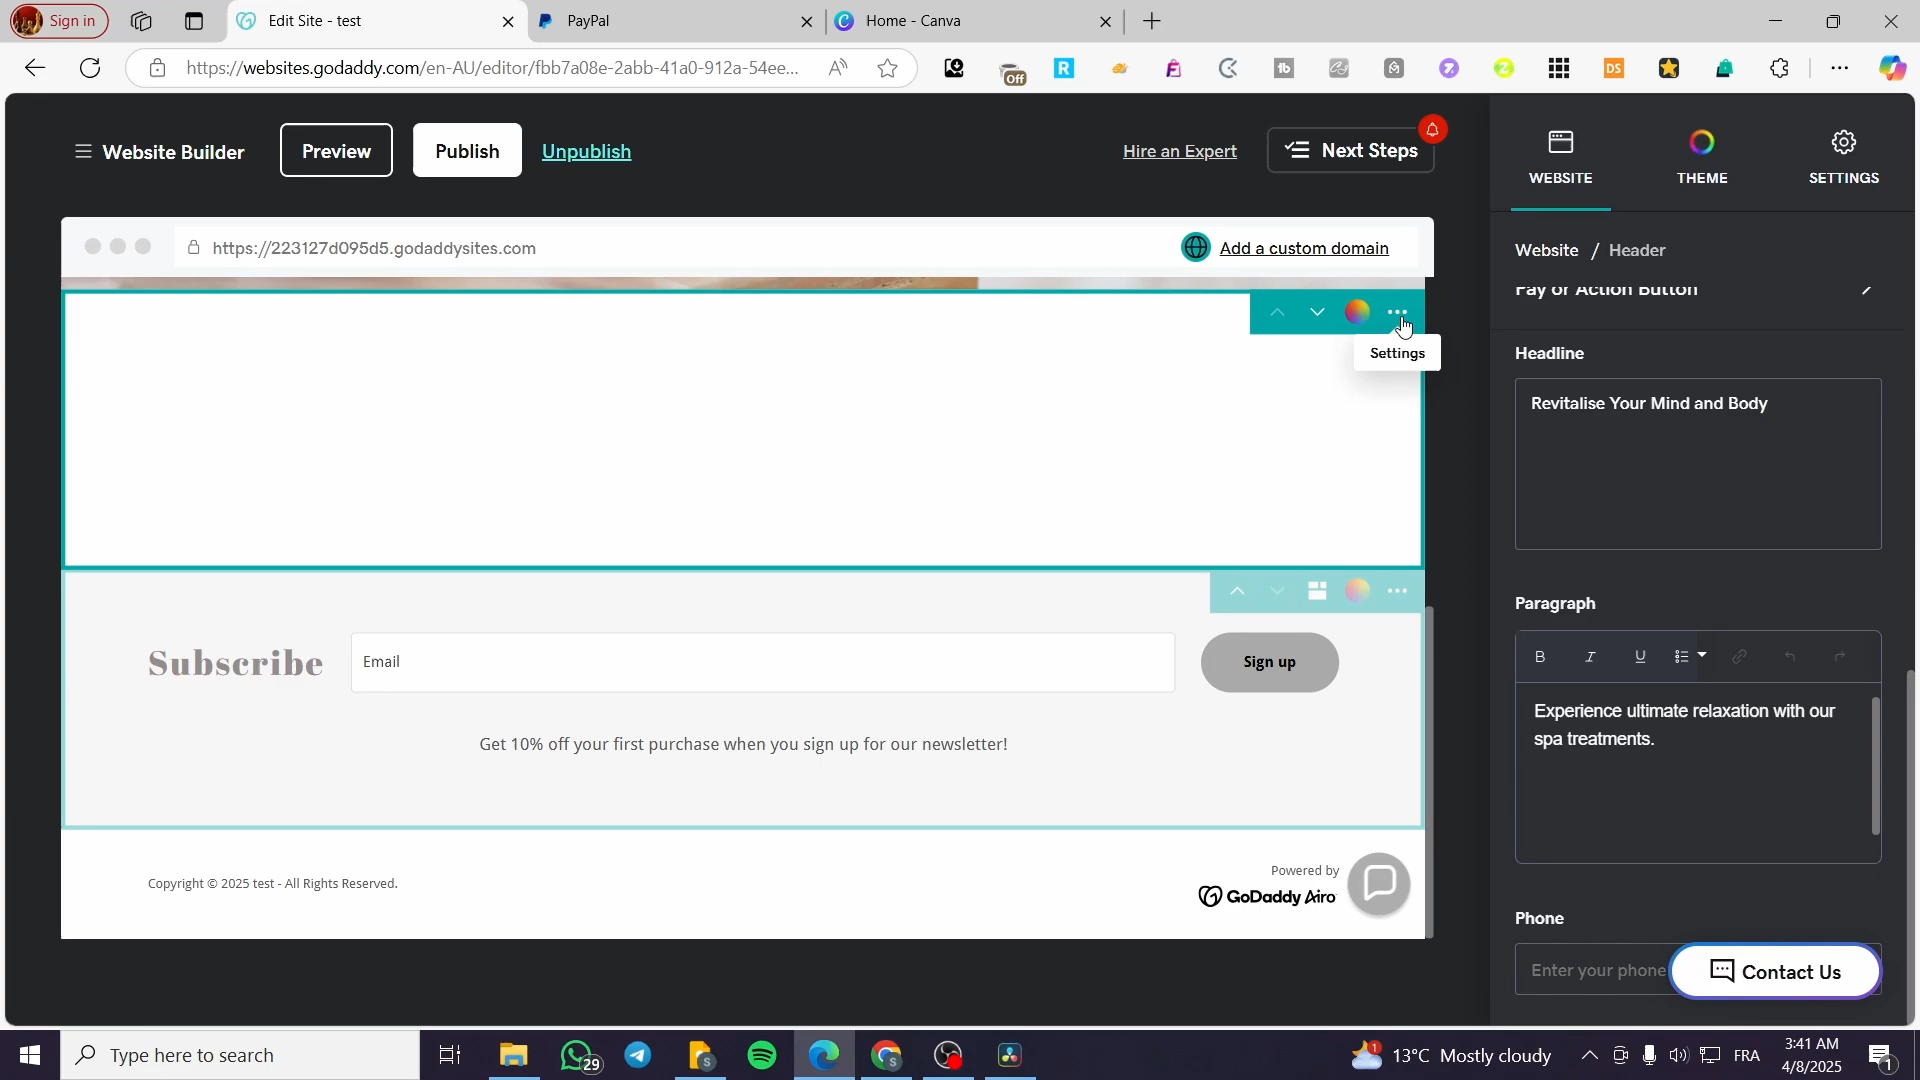 Sign in
Edit Site - test
PayPal
Home - Canva
https://websites.godaddy.com/en-AU/editor/fbb7a08e-2abb-41a0-912a-54ee...
Off
Website Builder
Preview
Publish
Unpublish
Hire an Expert
Next Steps
WEBSITE
THEME
SETTINGS
https://223127d095d5.godaddysites.com
Add a custom domain
Website / Header
Pay or Action Button
Settings
Headline
Revitalise Your Mind and Body
Subscribe
Email
Sign up
Get 10% off your first purchase when you sign up for our newsletter!
Paragraph
B I U
Experience ultimate relaxation with our
spa treatments.
Copyright © 2025 test - All Rights Reserved.
Powered by
GoDaddy Airo
Phone
Enter your phone
Contact Us
Type here to search
29
13°C Mostly cloudy
FRA
3:41 AM
4/8/2025
1